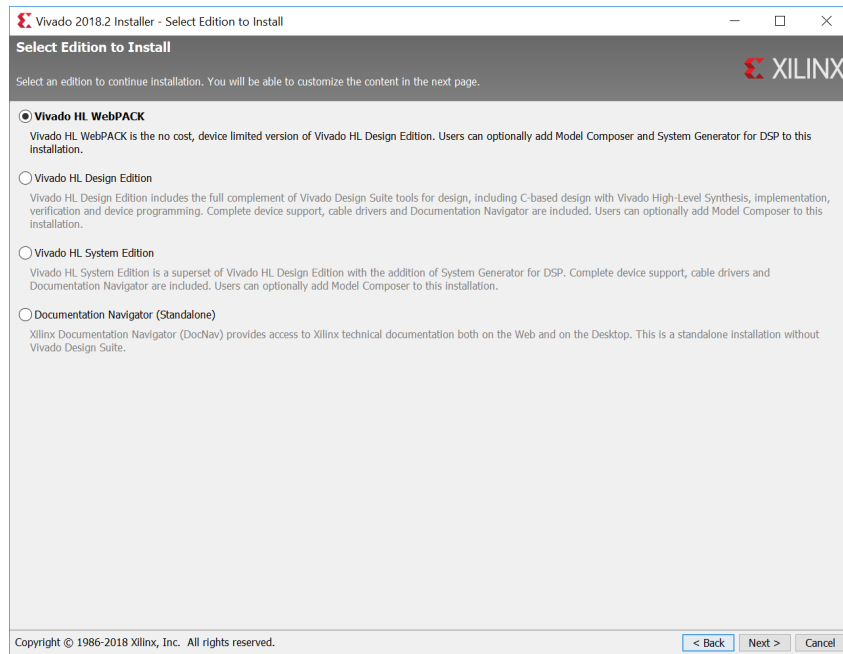 Vivado 2018.2 Installer - Select Edition to Install
Select Edition to Install
Select an edition to continue installation. You will be able to customize the content in the next page.
XILINX
Vivado HL WebPACK
Vivado HL WebPACK is the no cost, device limited version of Vivado HL Design Edition. Users can optionally add Model Composer and System Generator for DSP to this
installation.
Vivado HL Design Edition
Vivado HL Design Edition includes the full complement of Vivado Design Suite tools for design, including C-based design with Vivado High-Level Synthesis, implementation,
verification and device programming. Complete device support, cable drivers and Documentation Navigator are included. Users can optionally add Model Composer to this
installation.
Vivado HL System Edition
Vivado HL System Edition is a superset of Vivado HL Design Edition with the addition of System Generator for DSP. Complete device support, cable drivers and
Documentation Navigator are included. Users can optionally add Model Composer to this installation.
Documentation Navigator (Standalone)
Xilinx Documentation Navigator (DocNav) provides access to Xilinx technical documentation both on the Web and on the Desktop. This is a standalone installation without
Vivado Design Suite.
Copyright © 1986-2018 Xilinx, Inc. All rights reserved.
< Back
Next >
Cancel